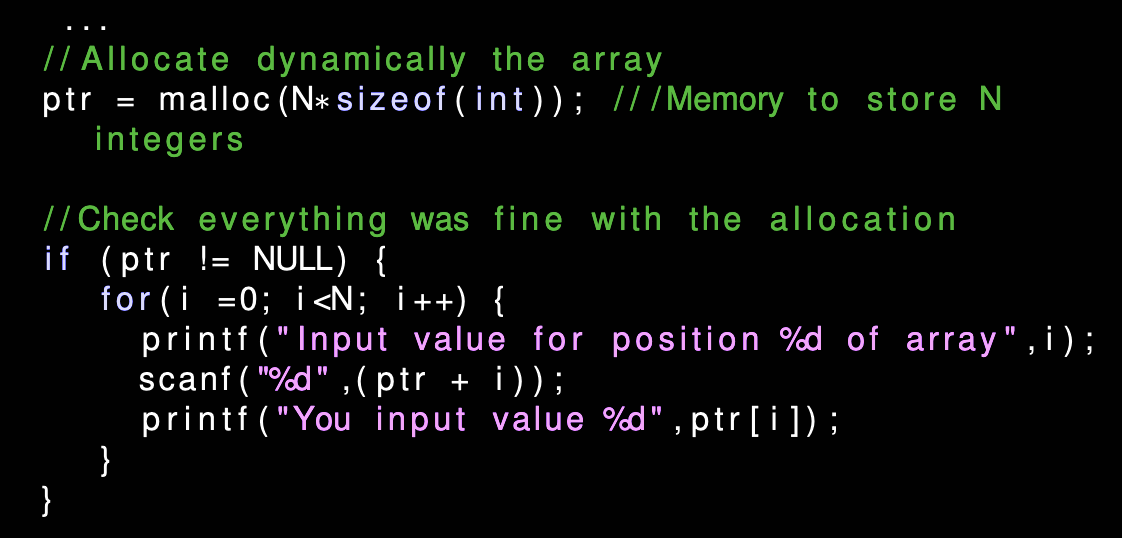 ...
//Allocate dynamically the array
ptr = malloc(N*sizeof(int)); ///Memory to store N
integers
//Check everything was fine with the allocation
if (ptr != NULL) {
for(i =0; i<N; i++) {
printf("Input value for position %d of array",i);
scanf("%d",(ptr + i));
printf("You input value %d",ptr[i]);
}
}